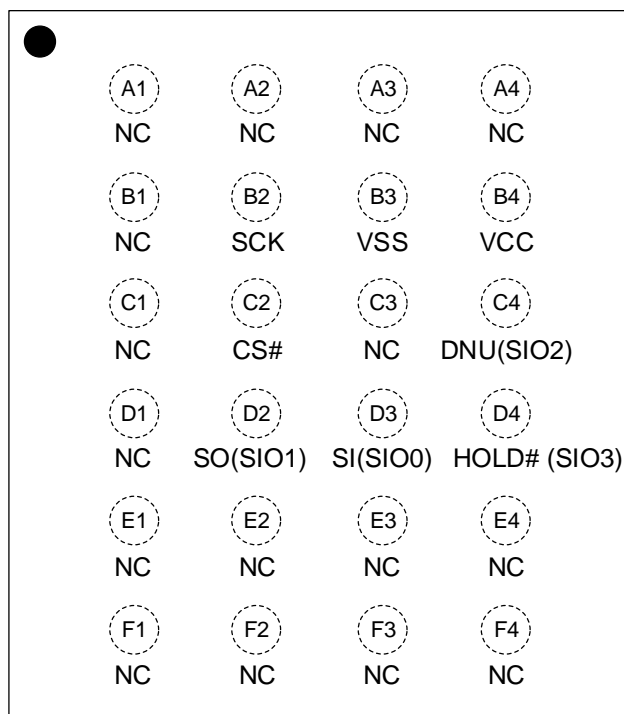 A1 A2 A3 A4
NC NC NC NC
B1 B2 B3 B4
NC SCK VSS VCC
C1 C2 C3 C4
NC CS# NC DNU(SIO2)
D1 D2 D3 D4
NC SO(SIO1) SI(SIO0) HOLD# (SIO3)
E1 E2 E3 E4
NC NC NC NC
F1 F2 F3 F4
NC NC NC NC